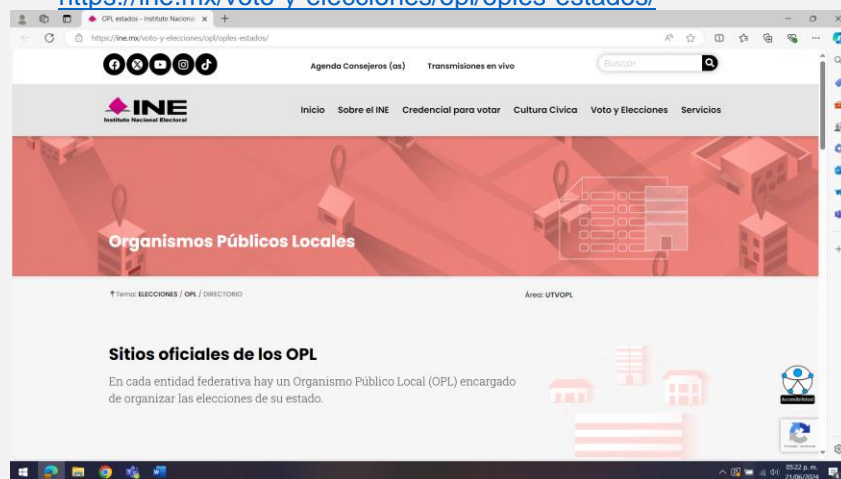 https://ine.mx/voto-y-elecciones/opl/oples-estados/
OPL estados - Instituto Nacional
https://ine.mx/voto-y-elecciones/opl/oples-estados/
Agenda Consejeros (as) Transmisiones en vivo Buscar
INE
Instituto Nacional Electoral
Inicio Sobre el INE Credencial para votar Cultura Cívica Voto y Elecciones Servicios
Organismos Públicos Locales
Tema: ELECCIONES / OPL / DIRECTORIO Área: UTVOPL
Sitios oficiales de los OPL
En cada entidad federativa hay un Organismo Público Local (OPL) encargado
de organizar las elecciones de su estado.
Accesibilidad
05:22 p. m.
21/06/2024